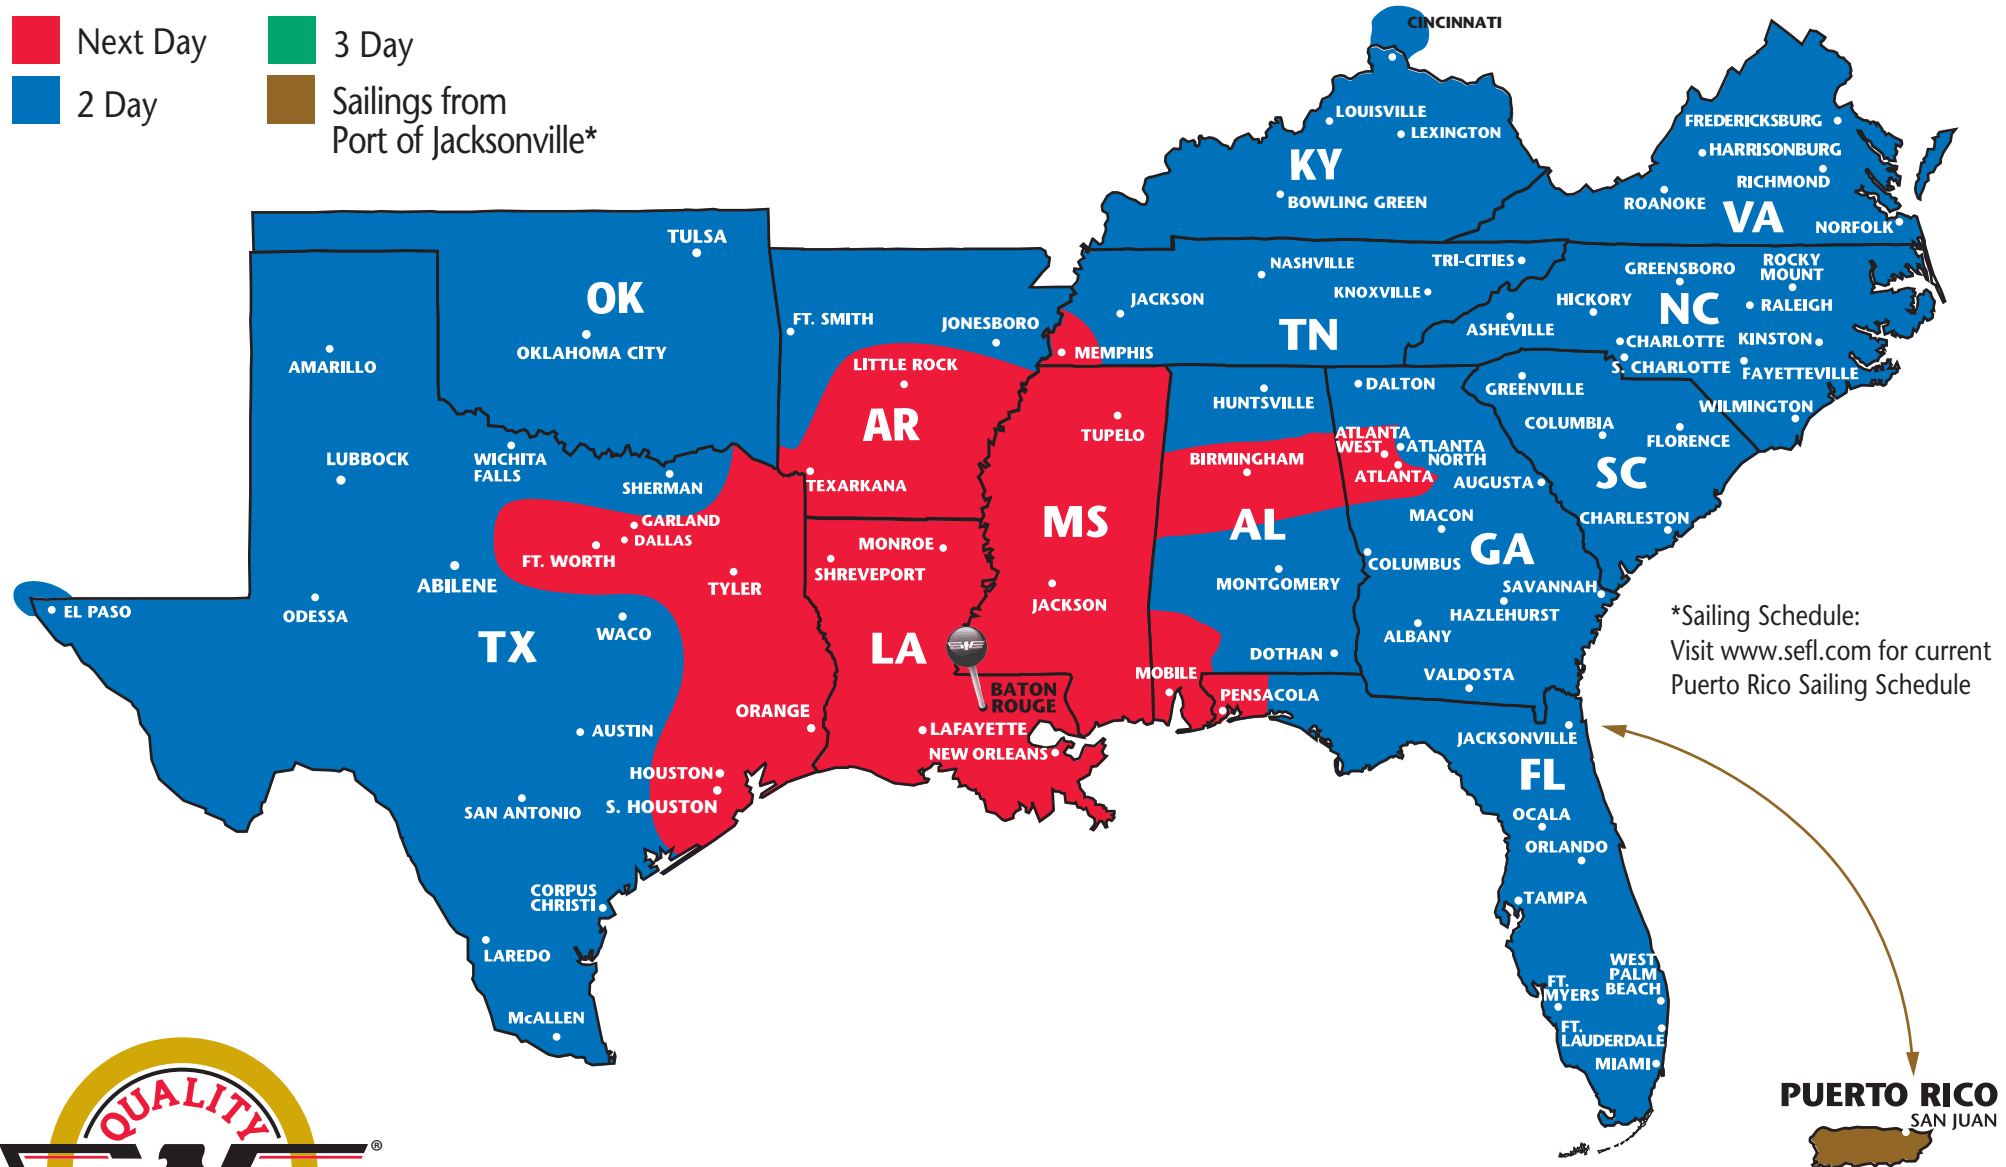 Next Day
2 Day
3 Day
Sailings from
Port of Jacksonville*
CINCINNATI
LOUISVILLE
LEXINGTON
KY
BOWLING GREEN
FREDERICKSBURG
HARRISONBURG
RICHMOND
ROANOKE
VA
NORFOLK
TULSA
OK
OKLAHOMA CITY
AMARILLO
LUBBOCK
WICHITA
FALLS
SHERMAN
GARLAND
DALLAS
FT. WORTH
TYLER
ABILENE
ODESSA
EL PASO
WACO
TX
AUSTIN
ORANGE
HOUSTON
S. HOUSTON
SAN ANTONIO
CORPUS
CHRISTI
LAREDO
McALLEN
FT. SMITH
JONESBORO
LITTLE ROCK
AR
TEXARKANA
MONROE
SHREVEPORT
LA
BATON
ROUGE
LAFAYETTE
NEW ORLEANS
NASHVILLE
TRI-CITIES
KNOXVILLE
JACKSON
TN
MEMPHIS
TUPELO
MS
JACKSON
HUNTSVILLE
BIRMINGHAM
AL
MONTGOMERY
DOTHAN
MOBILE
PENSACOLA
DALTON
ATLANTA
WEST
ATLANTA
NORTH
ATLANTA
AUGUSTA
MACON
GA
COLUMBUS
SAVANNAH
HAZLEHURST
ALBANY
VALDOSTA
GREENSBORO
ROCKY
MOUNT
HICKORY
NC
RALEIGH
ASHEVILLE
CHARLOTTE
KINSTON
S. CHARLOTTE
FAYETTEVILLE
WILMINGTON
GREENVILLE
COLUMBIA
FLORENCE
SC
CHARLESTON
JACKSONVILLE
FL
OCALA
ORLANDO
TAMPA
WEST
PALM
BEACH
FT.
MYERS
FT.
LAUDERDALE
MIAMI
*Sailing Schedule:
Visit www.sefl.com for current
Puerto Rico Sailing Schedule
PUERTO RICO
SAN JUAN
QUALITY
®